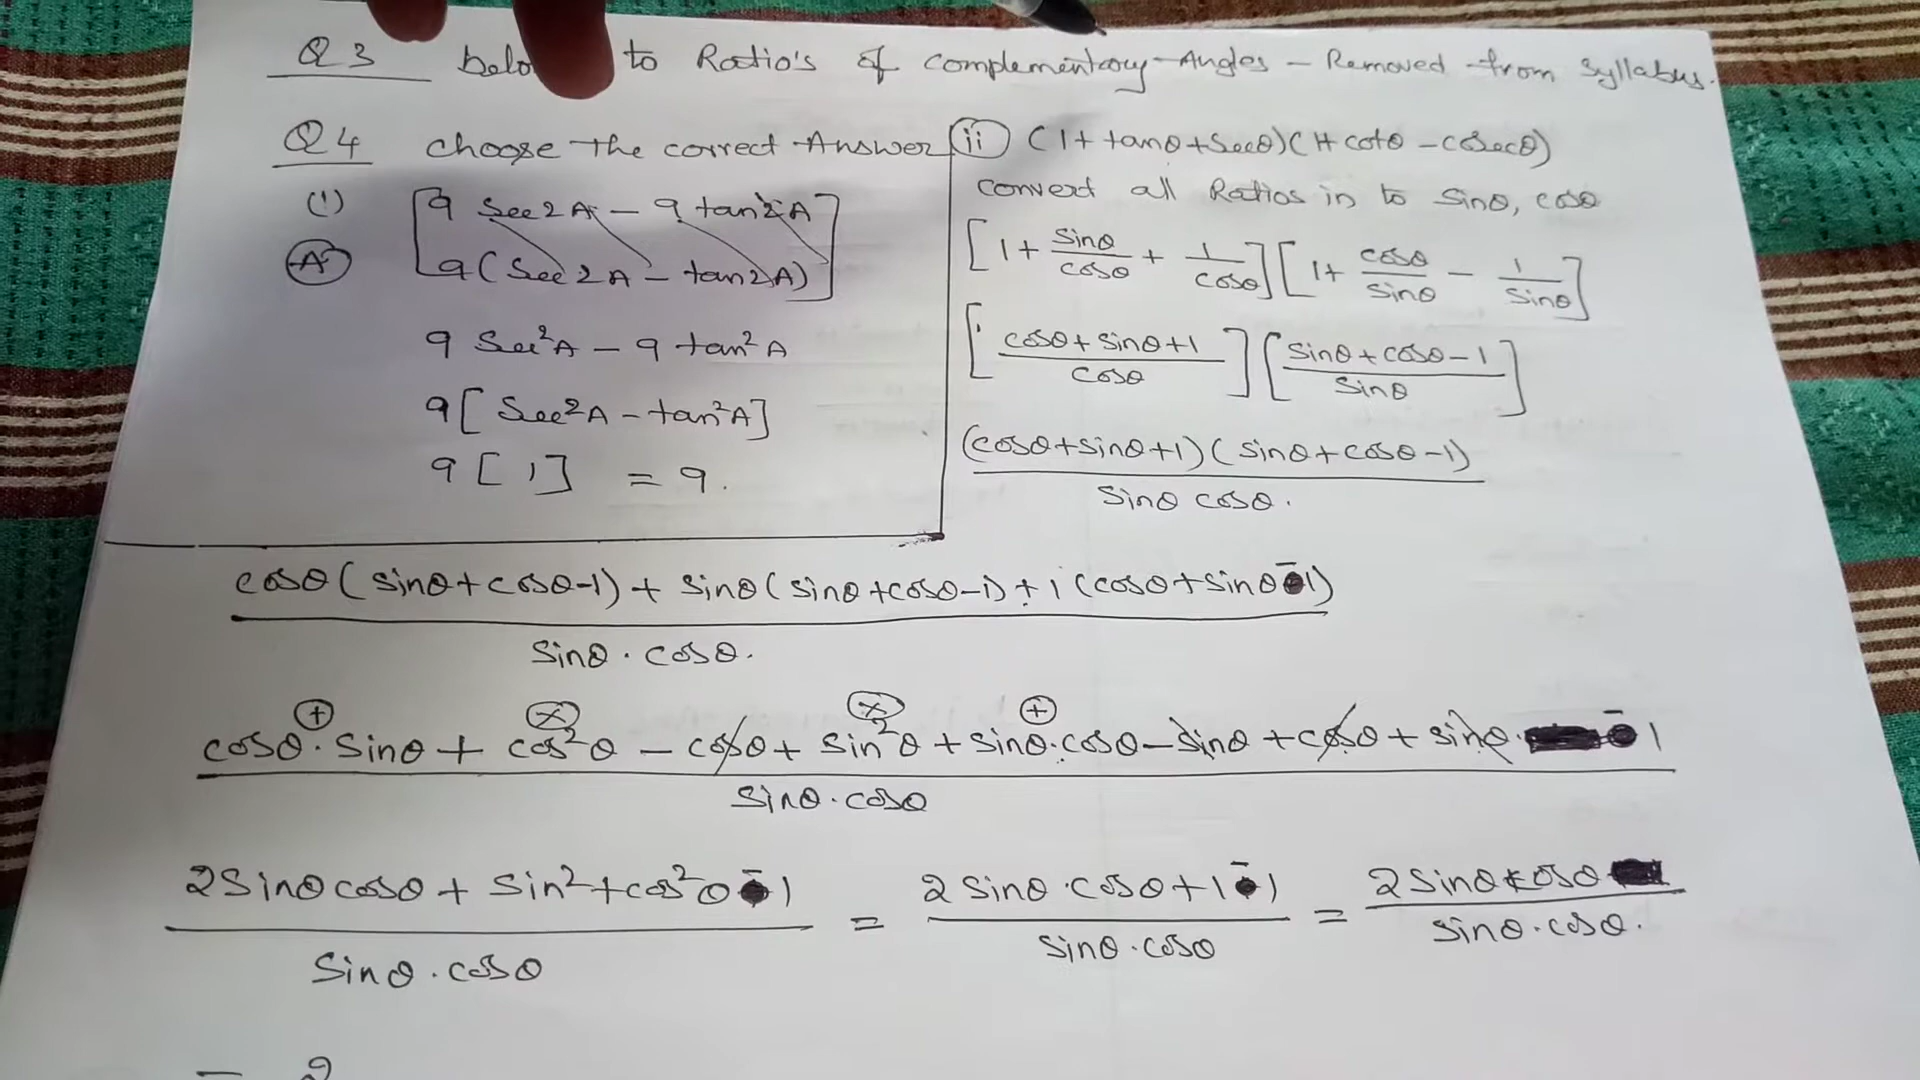 Q3 belo to Ratio's of complementary Angles - Removed from Syllabus.
Q4 choose the correct Answer
(1) 9 Sec2A - 9 tan2A
(A) 9(Sec2A - tan2A)
9 Sec²A - 9 tan²A
9[Sec²A - tan²A]
9[1] = 9.
(ii) (1+tanθ+Secθ)(1+cotθ-cosecθ)
convert all Ratios in to Sinθ, cosθ
[1 + Sinθ/cosθ + 1/cosθ][1 + cosθ/Sinθ - 1/Sinθ]
[(cosθ+Sinθ+1)/cosθ][(Sinθ+cosθ-1)/Sinθ]
(cosθ+Sinθ+1)(Sinθ+cosθ-1)/Sinθ cosθ.
cosθ(Sinθ+cosθ-1)+Sinθ(Sinθ+cosθ-1)+1(cosθ+Sinθ-1)
Sinθ.cosθ.
+ × × +
cosθ.Sinθ+cos²θ-cosθ+Sin²θ+Sinθ.cosθ-Sinθ+cosθ+Sinθ-1
Sinθ.cosθ
(2Sinθcosθ+Sin²+cos²θ-1)/Sinθ.cosθ = (2Sinθ.cosθ+1-1)/Sinθ.cosθ = 2Sinθcosθ/Sinθ.cosθ.